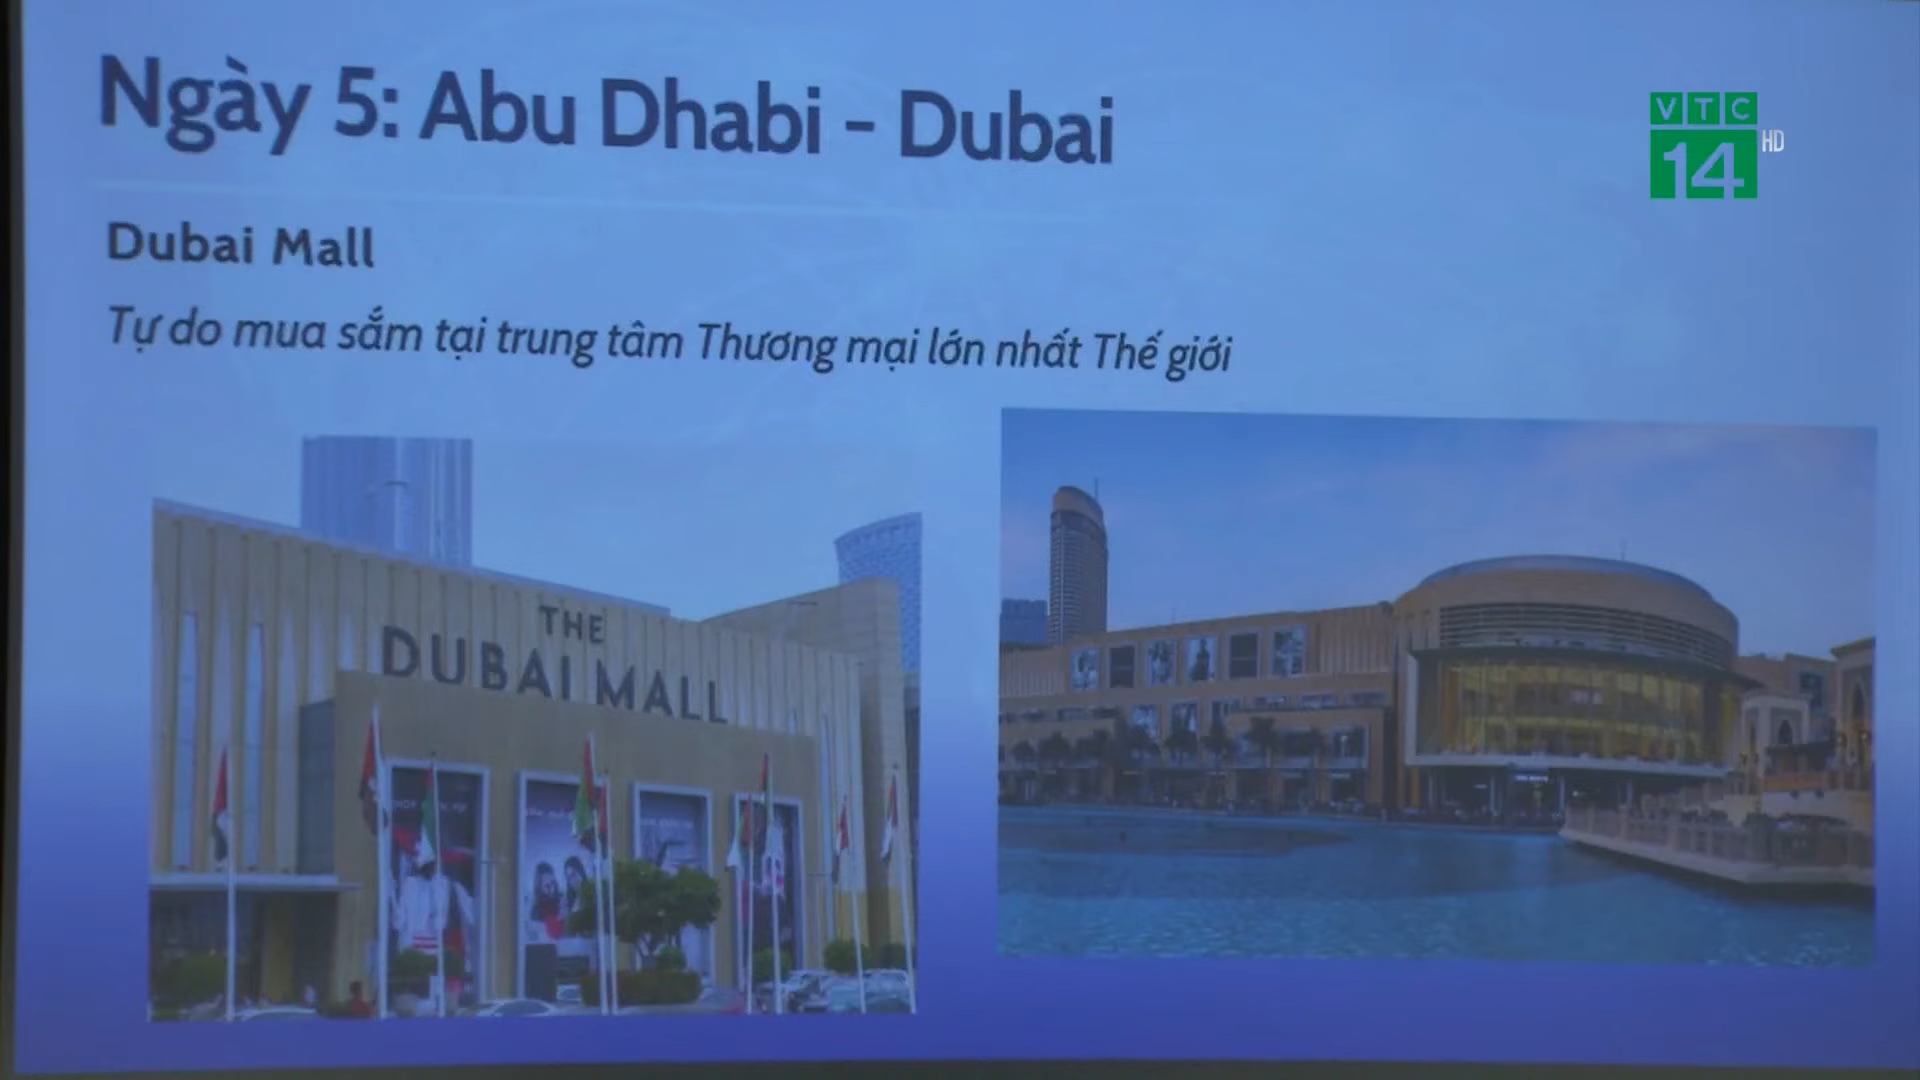 Ngày 5: Abu Dhabi - Dubai
VTC
14 HD
Dubai Mall
Tự do mua sắm tại trung tâm Thương mại lớn nhất Thế giới
THE
DUBAI MALL